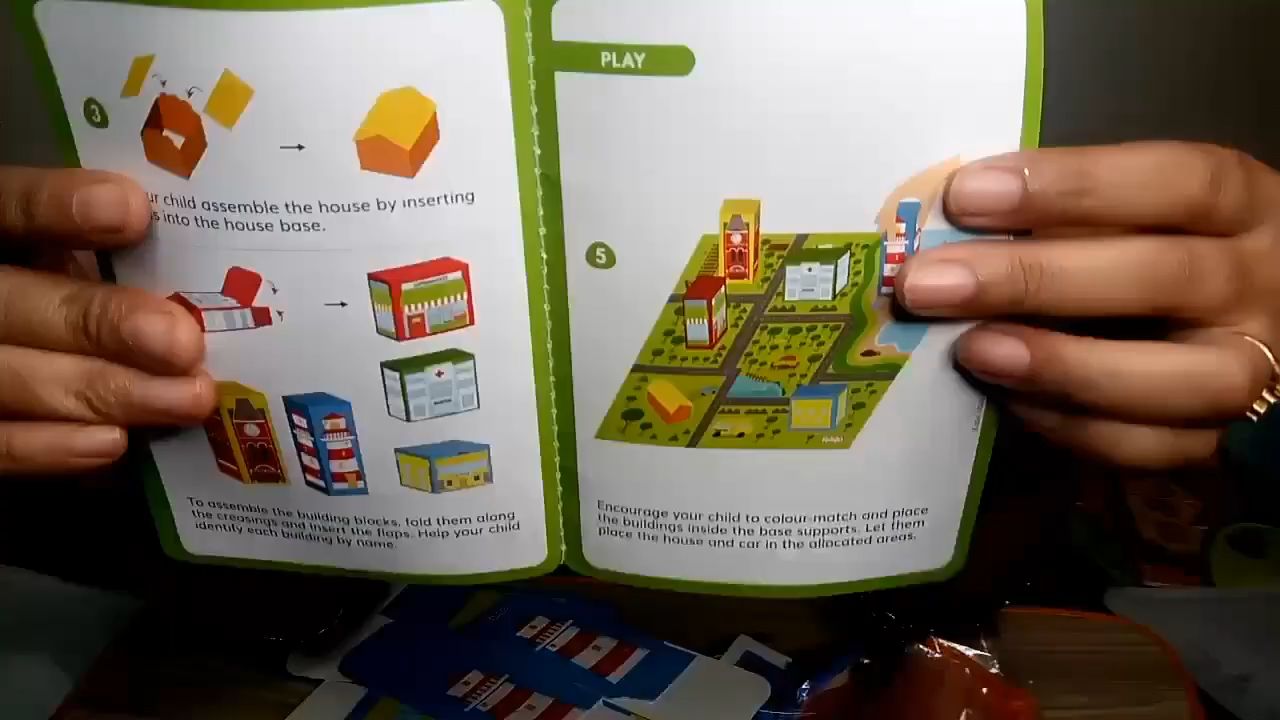 3
ur child assemble the house by inserting
s into the house base.
To assemble the building blocks, fold them along
the creasings and insert the flaps. Help your child
identify each building by name.
PLAY
5
Encourage your child to colour-match and place
the buildings inside the base supports. Let them
place the house and car in the allocated areas.